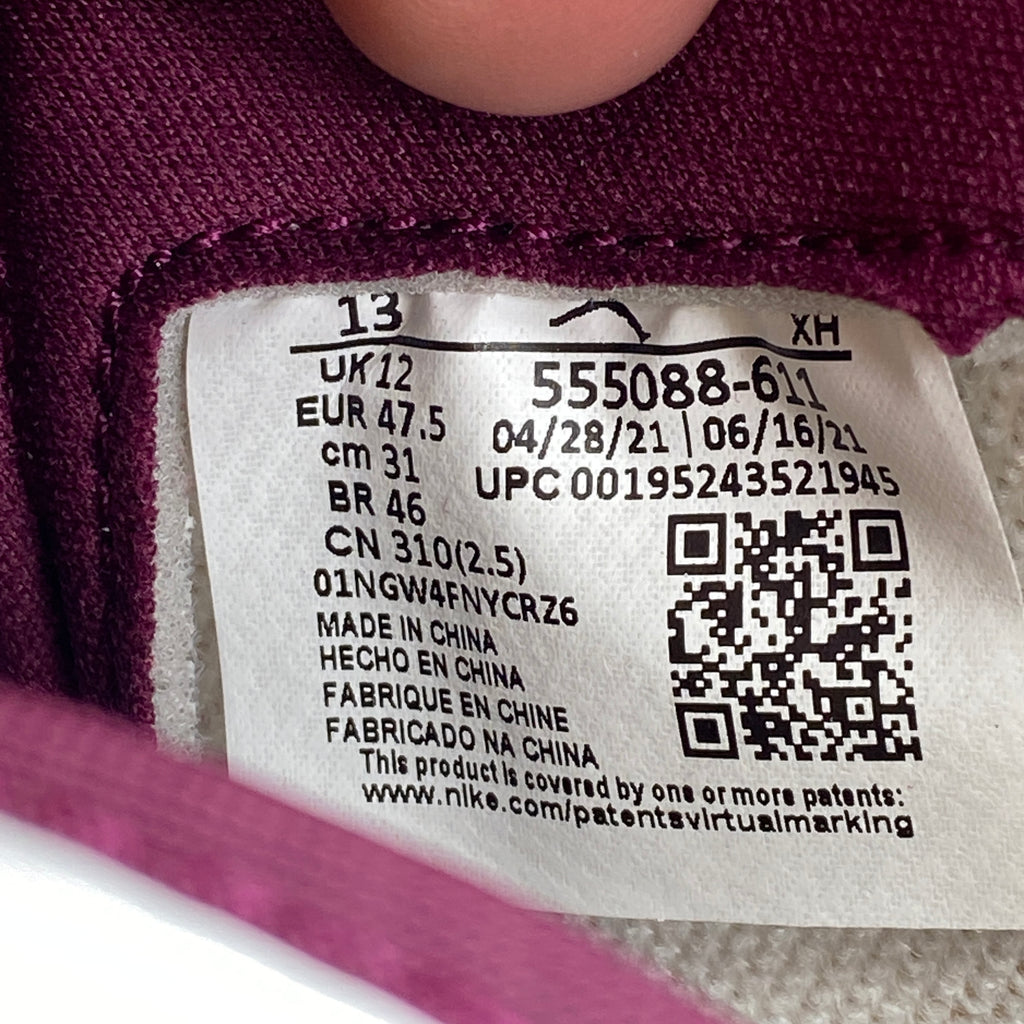 13 XH
UK 12
555088-611
EUR 47.5
04/28/21 | 06/16/21
cm 31
UPC 00195243521945
BR 46
CN 310(2.5)
01NGW4FNYCRZ6
MADE IN CHINA
HECHO EN CHINA
FABRIQUE EN CHINE
FABRICADO NA CHINA
This product is covered by one or more patents:
www.nike.com/patentsvirtualmarking